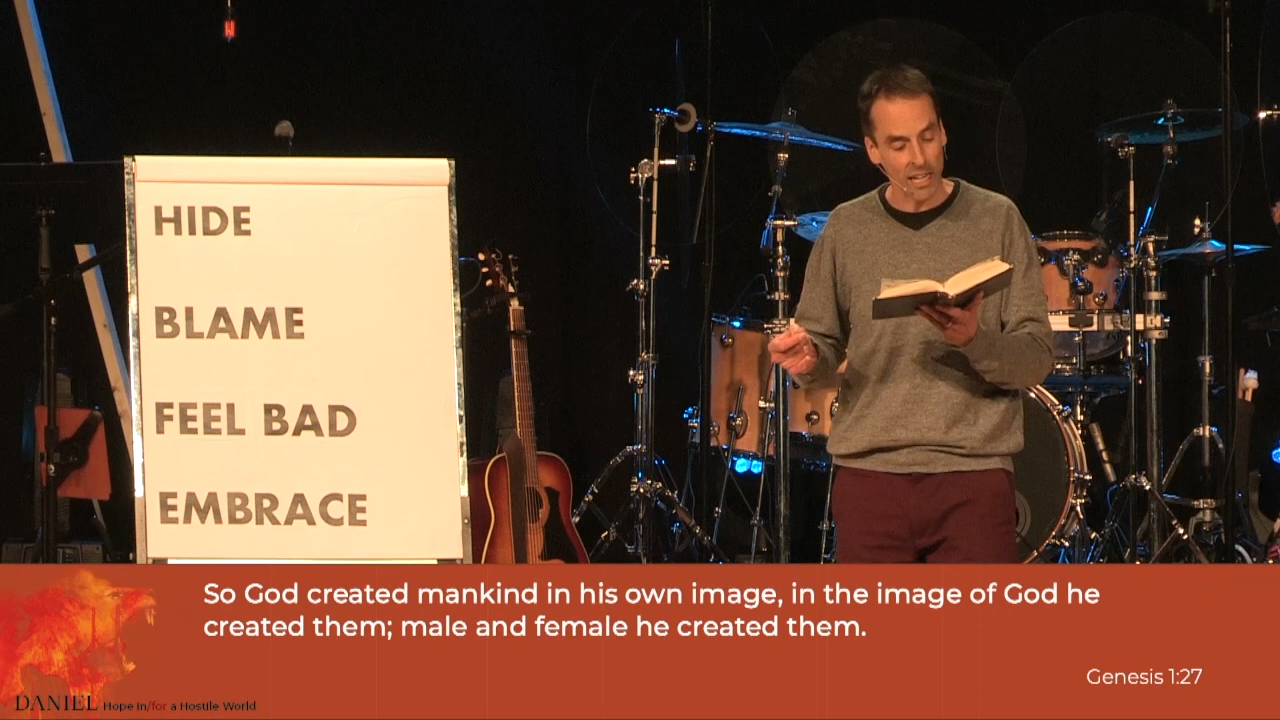 HIDE
BLAME
FEEL BAD
EMBRACE
So God created mankind in his own image, in the image of God he
created them; male and female he created them.
Genesis 1:27
DANIEL Hope in/for a Hostile World